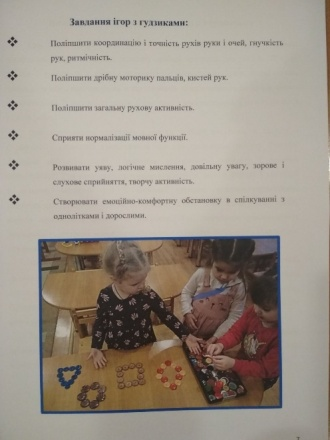 Завдання ігор з гудзиками:
❖ Поліпшити координацію і точність рухів руки і очей, гнучкість
рук, ритмічність.
❖ Поліпшити дрібну моторику пальців, кистей рук.
❖ Поліпшити загальну рухову активність.
❖ Сприяти нормалізації мовної функції.
❖ Розвивати уяву, логічне мислення, довільну увагу, зорове і
слухове сприйняття, творчу активність.
❖ Створювати емоційно-комфортну обстановку в спілкуванні з
однолітками і дорослими.